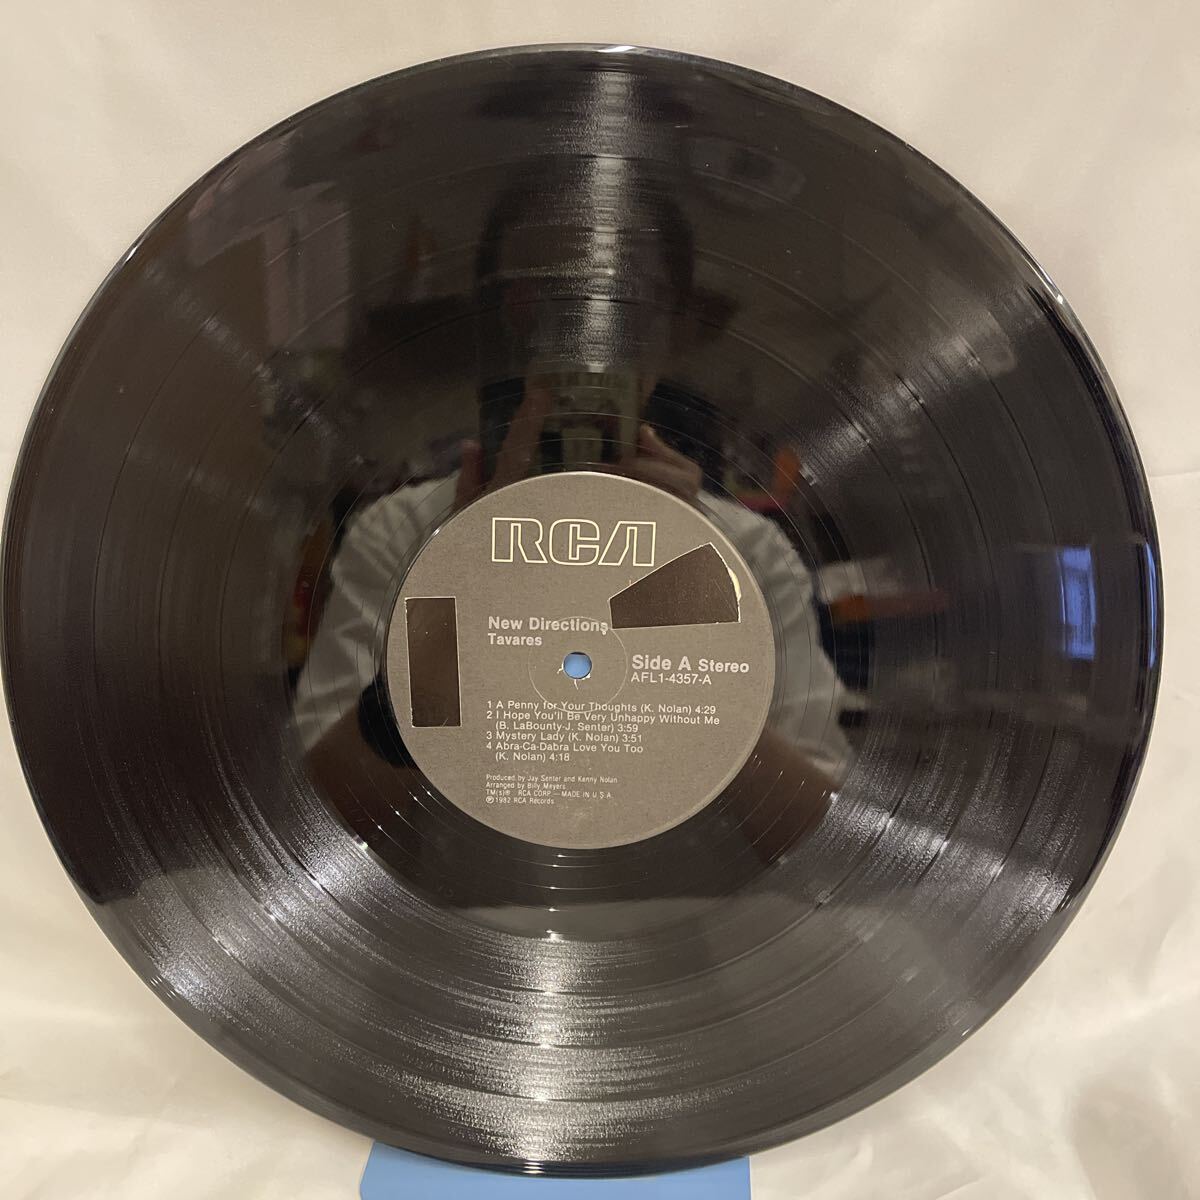 RCA
New Directions
Tavares
Side A Stereo
AFL1-4357-A
1 A Penny for Your Thoughts (K. Nolan) 4:29
2 I Hope You'll Be Very Unhappy Without Me
(B. LaBounty-J. Senter) 3:59
3 Mystery Lady (K. Nolan) 3:51
4 Abra-Ca-Dabra Love You Too
(K. Nolan) 4:18
Produced by Jay Senter and Kenny Nolan
Arranged by Billy Meyers
TM(s)® RCA CORP.—MADE IN U.S.A.
℗1982 RCA Records